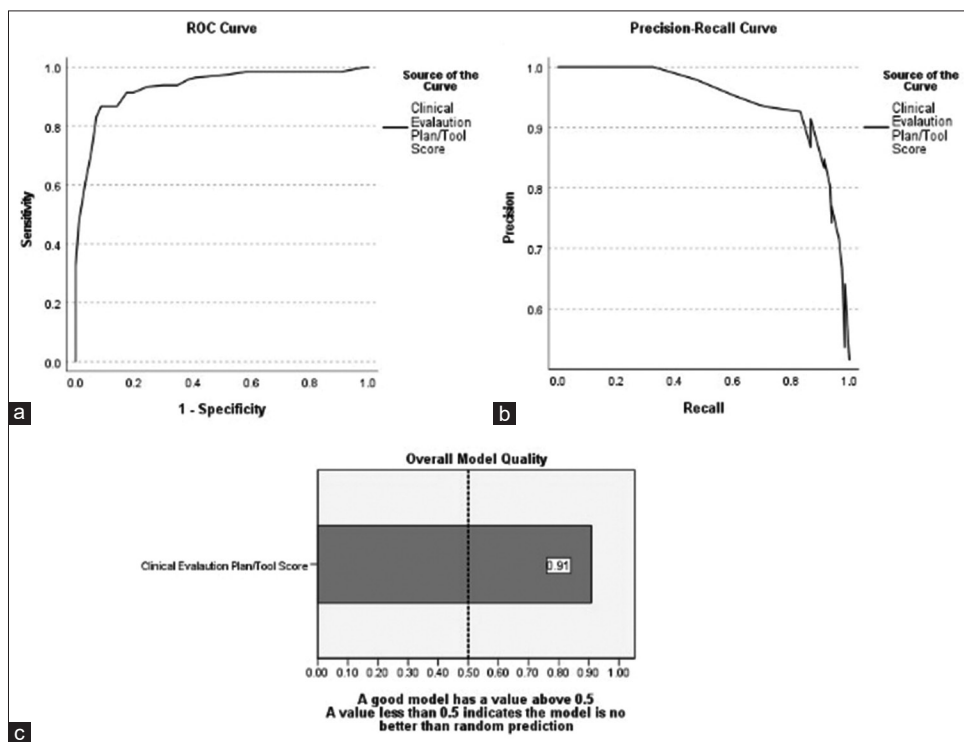 ROC Curve
1.0
0.8
0.6
0.4
0.2
0.0
Sensitivity
0.0 0.2 0.4 0.6 0.8 1.0
1 - Specificity
Source of the
Curve
Clinical
Evalaution
Plan/Tool
Score
a
Precision-Recall Curve
1.0
0.9
0.8
0.7
0.6
Precision
0.0 0.2 0.4 0.6 0.8 1.0
Recall
Source of the
Curve
Clinical
Evalaution
Plan/Tool
Score
b
Overall Model Quality
Clinical Evalaution Plan/Tool Score
0.91
0.00 0.10 0.20 0.30 0.40 0.50 0.60 0.70 0.80 0.90 1.00
A good model has a value above 0.5
A value less than 0.5 indicates the model is no
better than random prediction
c